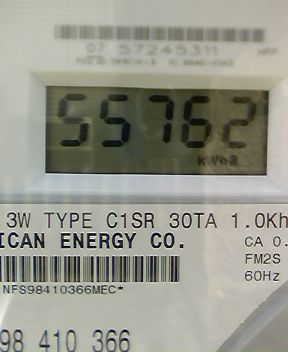 07 57245311
55762
kWh
3W TYPE C1SR 30TA 1.0Kh
ICAN ENERGY CO.
CA 0.
FM2S
60Hz
NFS98410366MEC*
98 410 366